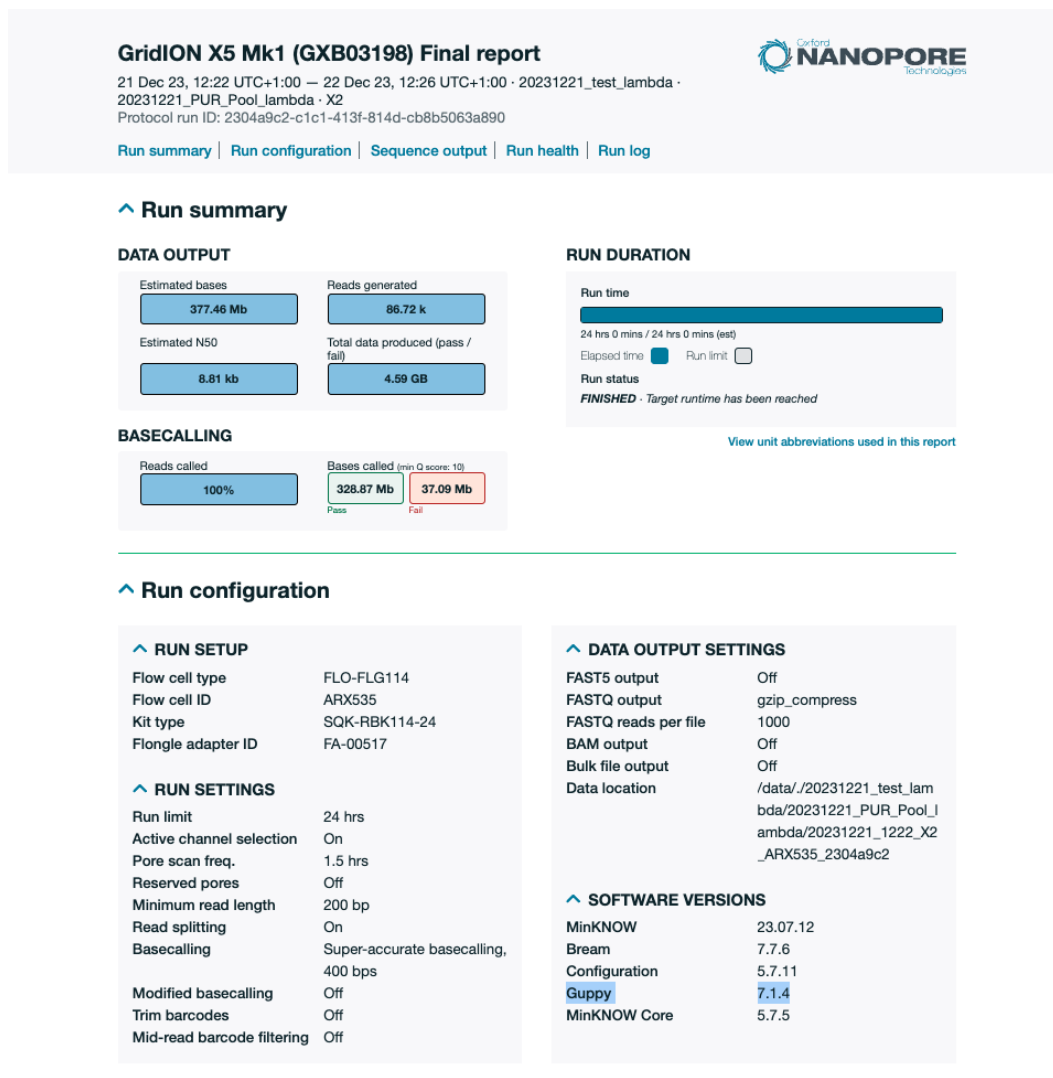 GridION X5 Mk1 (GXB03198) Final report
Oxford
NANOPORE
Technologies
21 Dec 23, 12:22 UTC+1:00 — 22 Dec 23, 12:26 UTC+1:00 · 20231221_test_lambda ·
20231221_PUR_Pool_lambda · X2
Protocol run ID: 2304a9c2-c1c1-413f-814d-cb8b5063a890
Run summary | Run configuration | Sequence output | Run health | Run log
Run summary
DATA OUTPUT
Estimated bases
377.46 Mb
Reads generated
86.72 k
Estimated N50
8.81 kb
Total data produced (pass /
fail)
4.59 GB
BASECALLING
Reads called
100%
Bases called (min Q score: 10)
328.87 Mb
Pass
37.09 Mb
Fail
RUN DURATION
Run time
24 hrs 0 mins / 24 hrs 0 mins (est)
Elapsed time
Run limit
Run status
FINISHED · Target runtime has been reached
View unit abbreviations used in this report
Run configuration
RUN SETUP
Flow cell type FLO-FLG114
Flow cell ID ARX535
Kit type SQK-RBK114-24
Flongle adapter ID FA-00517
RUN SETTINGS
Run limit 24 hrs
Active channel selection On
Pore scan freq. 1.5 hrs
Reserved pores Off
Minimum read length 200 bp
Read splitting On
Basecalling Super-accurate basecalling,
400 bps
Modified basecalling Off
Trim barcodes Off
Mid-read barcode filtering Off
DATA OUTPUT SETTINGS
FAST5 output Off
FASTQ output gzip_compress
FASTQ reads per file 1000
BAM output Off
Bulk file output Off
Data location /data/./20231221_test_lam
bda/20231221_PUR_Pool_l
ambda/20231221_1222_X2
_ARX535_2304a9c2
SOFTWARE VERSIONS
MinKNOW 23.07.12
Bream 7.7.6
Configuration 5.7.11
Guppy 7.1.4
MinKNOW Core 5.7.5